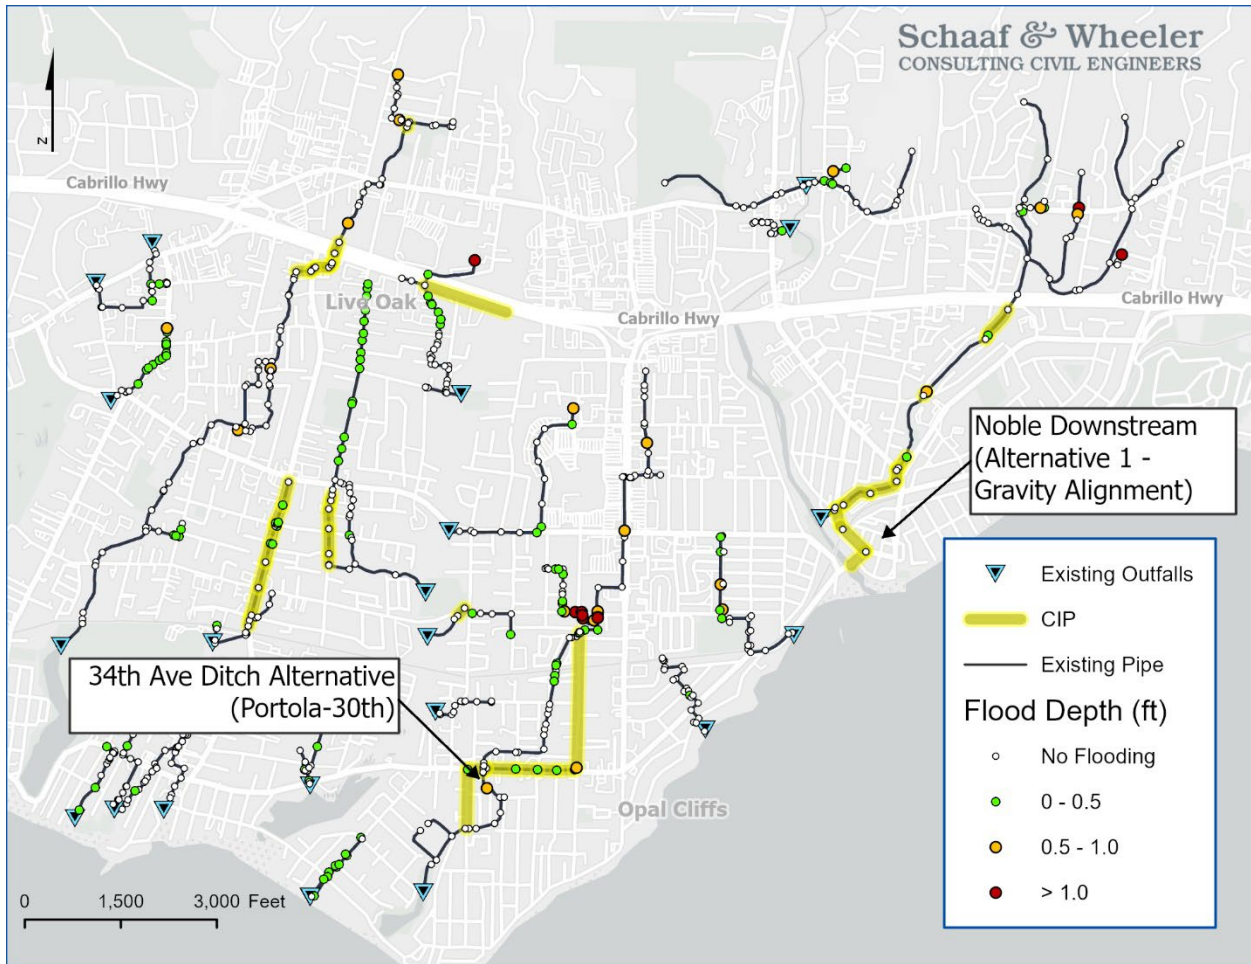 Schaaf & Wheeler
CONSULTING CIVIL ENGINEERS
N
Cabrillo Hwy
Live Oak
Cabrillo Hwy
Cabrillo Hwy
Noble Downstream
(Alternative 1 -
Gravity Alignment)
34th Ave Ditch Alternative
(Portola-30th)
Opal Cliffs
0 1,500 3,000 Feet
Existing Outfalls
CIP
Existing Pipe
Flood Depth (ft)
No Flooding
0 - 0.5
0.5 - 1.0
> 1.0